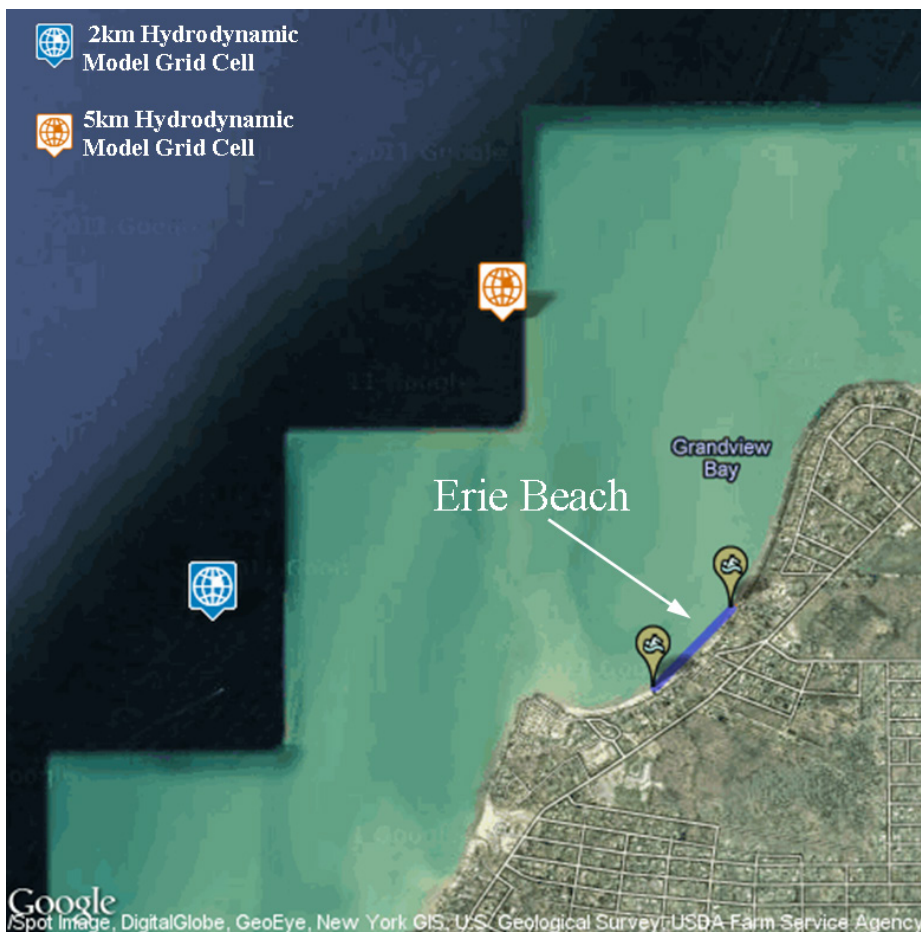 2km Hydrodynamic
Model Grid Cell
5km Hydrodynamic
Model Grid Cell
Grandview
Bay
Erie Beach
Google
/Spot Image, DigitalGlobe, GeoEye, New York GIS, U.S. Geological Survey, USDA Farm Service Agency